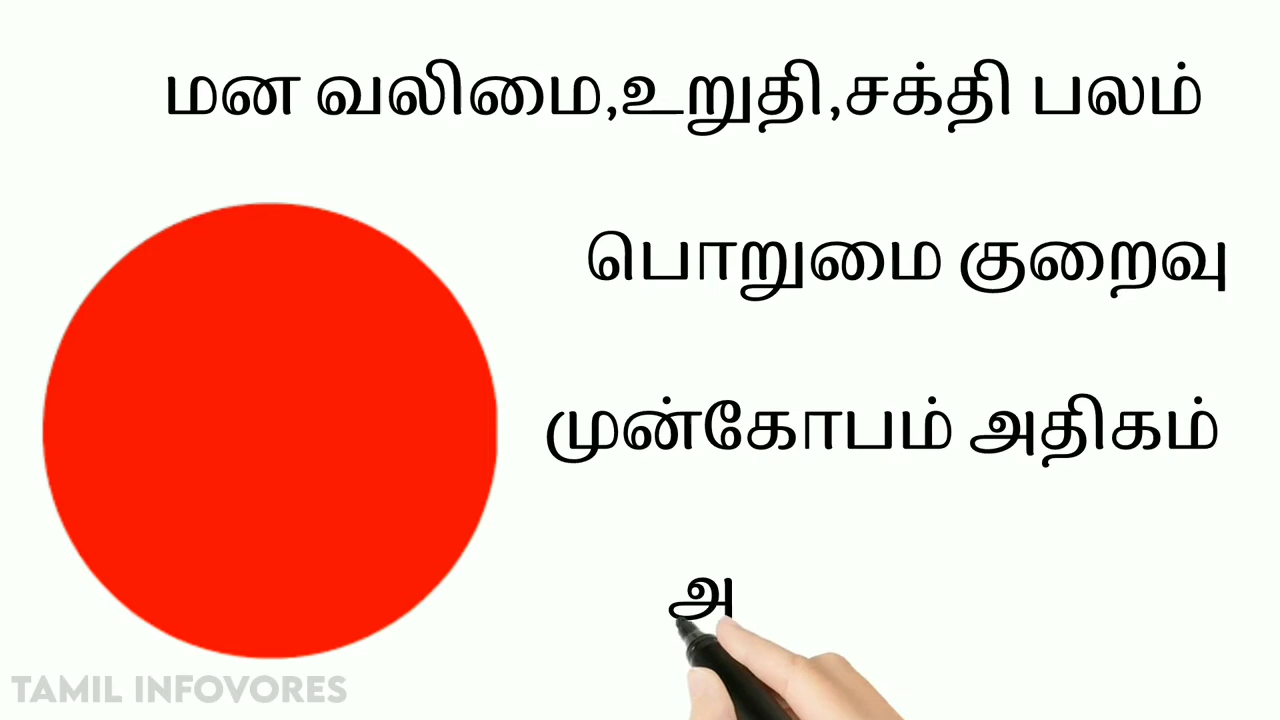 மன வலிமை,உறுதி,சக்தி பலம்
பொறுமை குறைவு
முன்கோபம் அதிகம்
அ
TAMIL INFOVORES